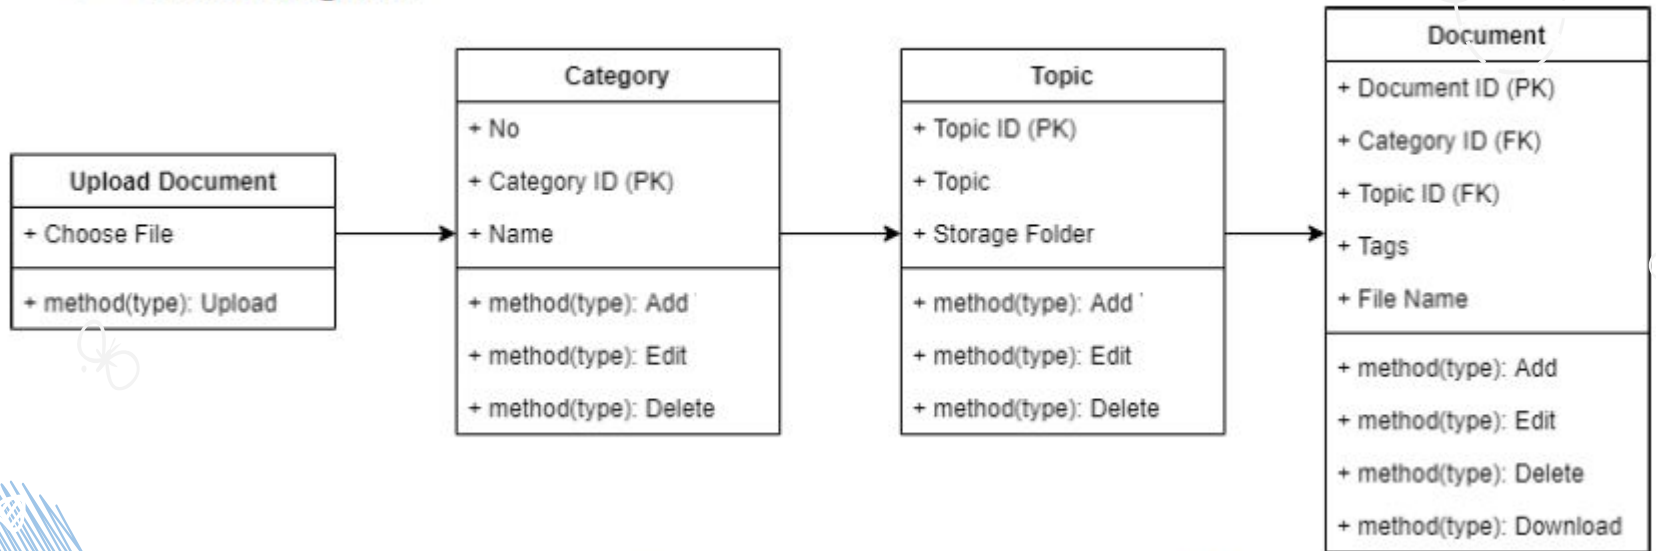 Upload Document
+ Choose File
+ method(type): Upload
Category
+ No
+ Category ID (PK)
+ Name
+ method(type): Add
+ method(type): Edit
+ method(type): Delete
Topic
+ Topic ID (PK)
+ Topic
+ Storage Folder
+ method(type): Add
+ method(type): Edit
+ method(type): Delete
Document
+ Document ID (PK)
+ Category ID (FK)
+ Topic ID (FK)
+ Tags
+ File Name
+ method(type): Add
+ method(type): Edit
+ method(type): Delete
+ method(type): Download